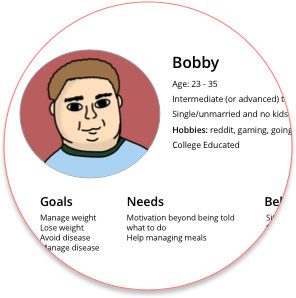 Bobby
Age: 23 - 35
Intermediate (or advanced) t
Single/unmarried and no kids
Hobbies: reddit, gaming, going
College Educated
Goals
Manage weight
Lose weight
Avoid disease
Manage disease
Needs
Motivation beyond being told
what to do
Help managing meals